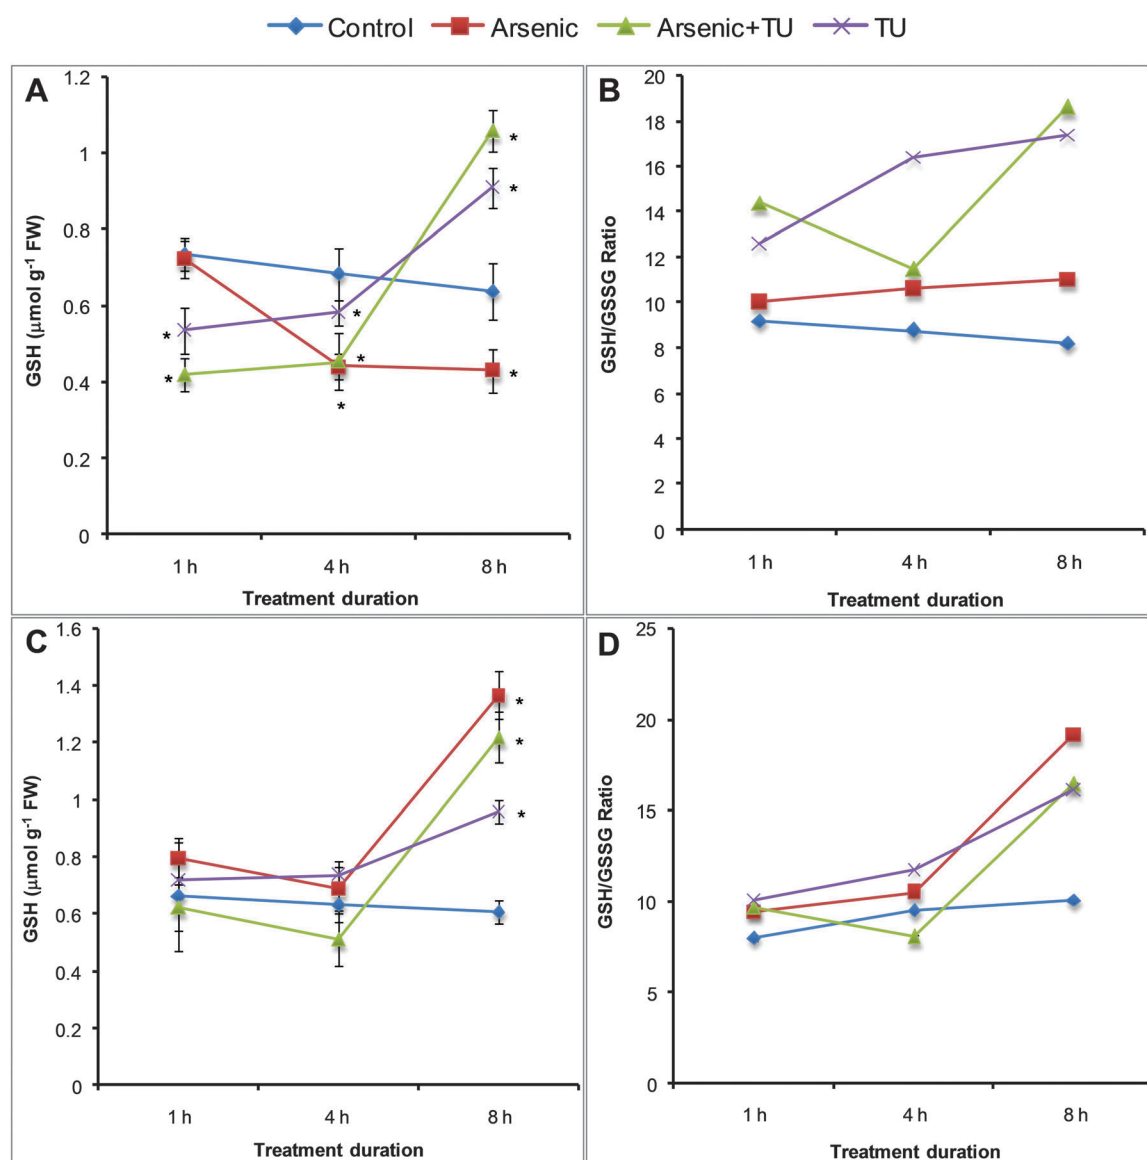 Control Arsenic Arsenic+TU TU
A
1.2
1
0.8
0.6
0.4
0.2
0
GSH (µmol g⁻¹ FW)
* * * * * * * *
1 h 4 h 8 h
Treatment duration
B
20
18
16
14
12
10
8
6
4
2
0
GSH/GSSG Ratio
1 h 4 h 8 h
Treatment duration
C
1.6
1.4
1.2
1
0.8
0.6
0.4
0.2
0
GSH (µmol g⁻¹ FW)
* * *
1 h 4 h 8 h
Treatment duration
D
25
20
15
10
5
0
GSH/GSSG Ratio
1 h 4 h 8 h
Treatment duration